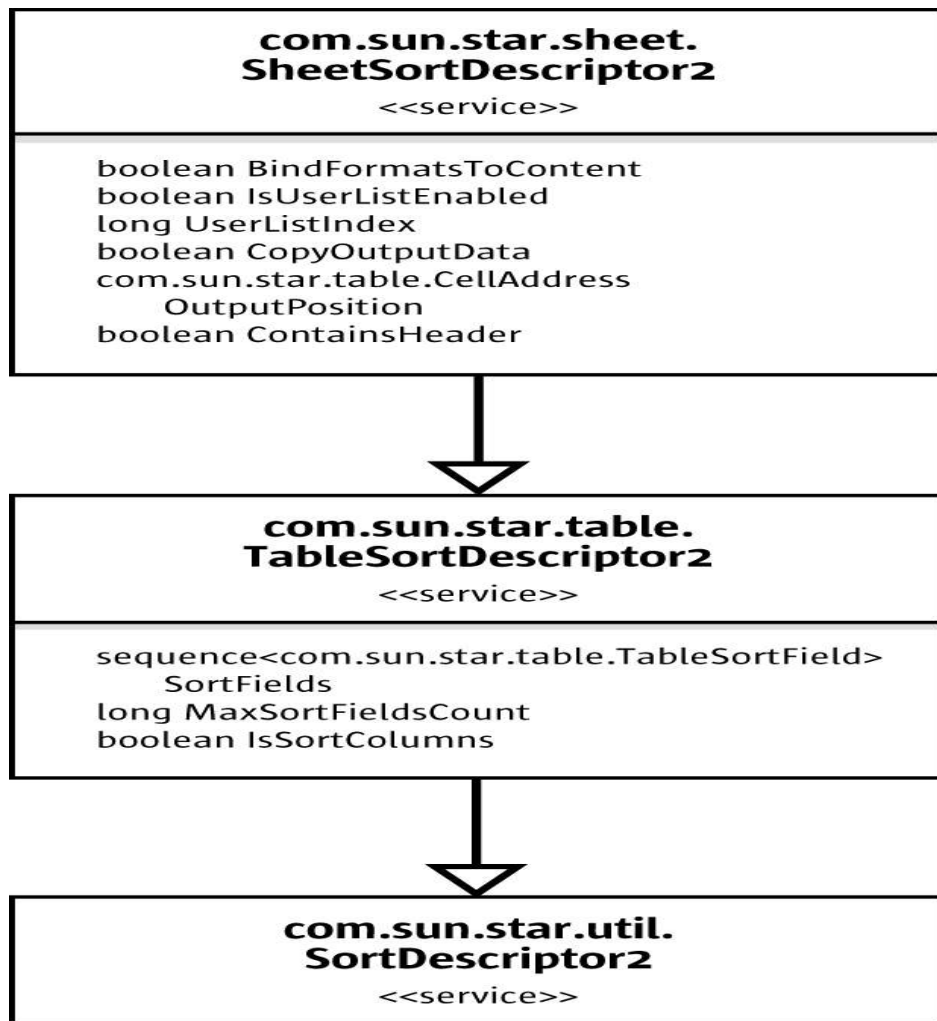 com.sun.star.sheet.
SheetSortDescriptor2
<<service>>
boolean BindFormatsToContent
boolean IsUserListEnabled
long UserListIndex
boolean CopyOutputData
com.sun.star.table.CellAddress
OutputPosition
boolean ContainsHeader
com.sun.star.table.
TableSortDescriptor2
<<service>>
sequence<com.sun.star.table.TableSortField>
SortFields
long MaxSortFieldsCount
boolean IsSortColumns
com.sun.star.util.
SortDescriptor2
<<service>>